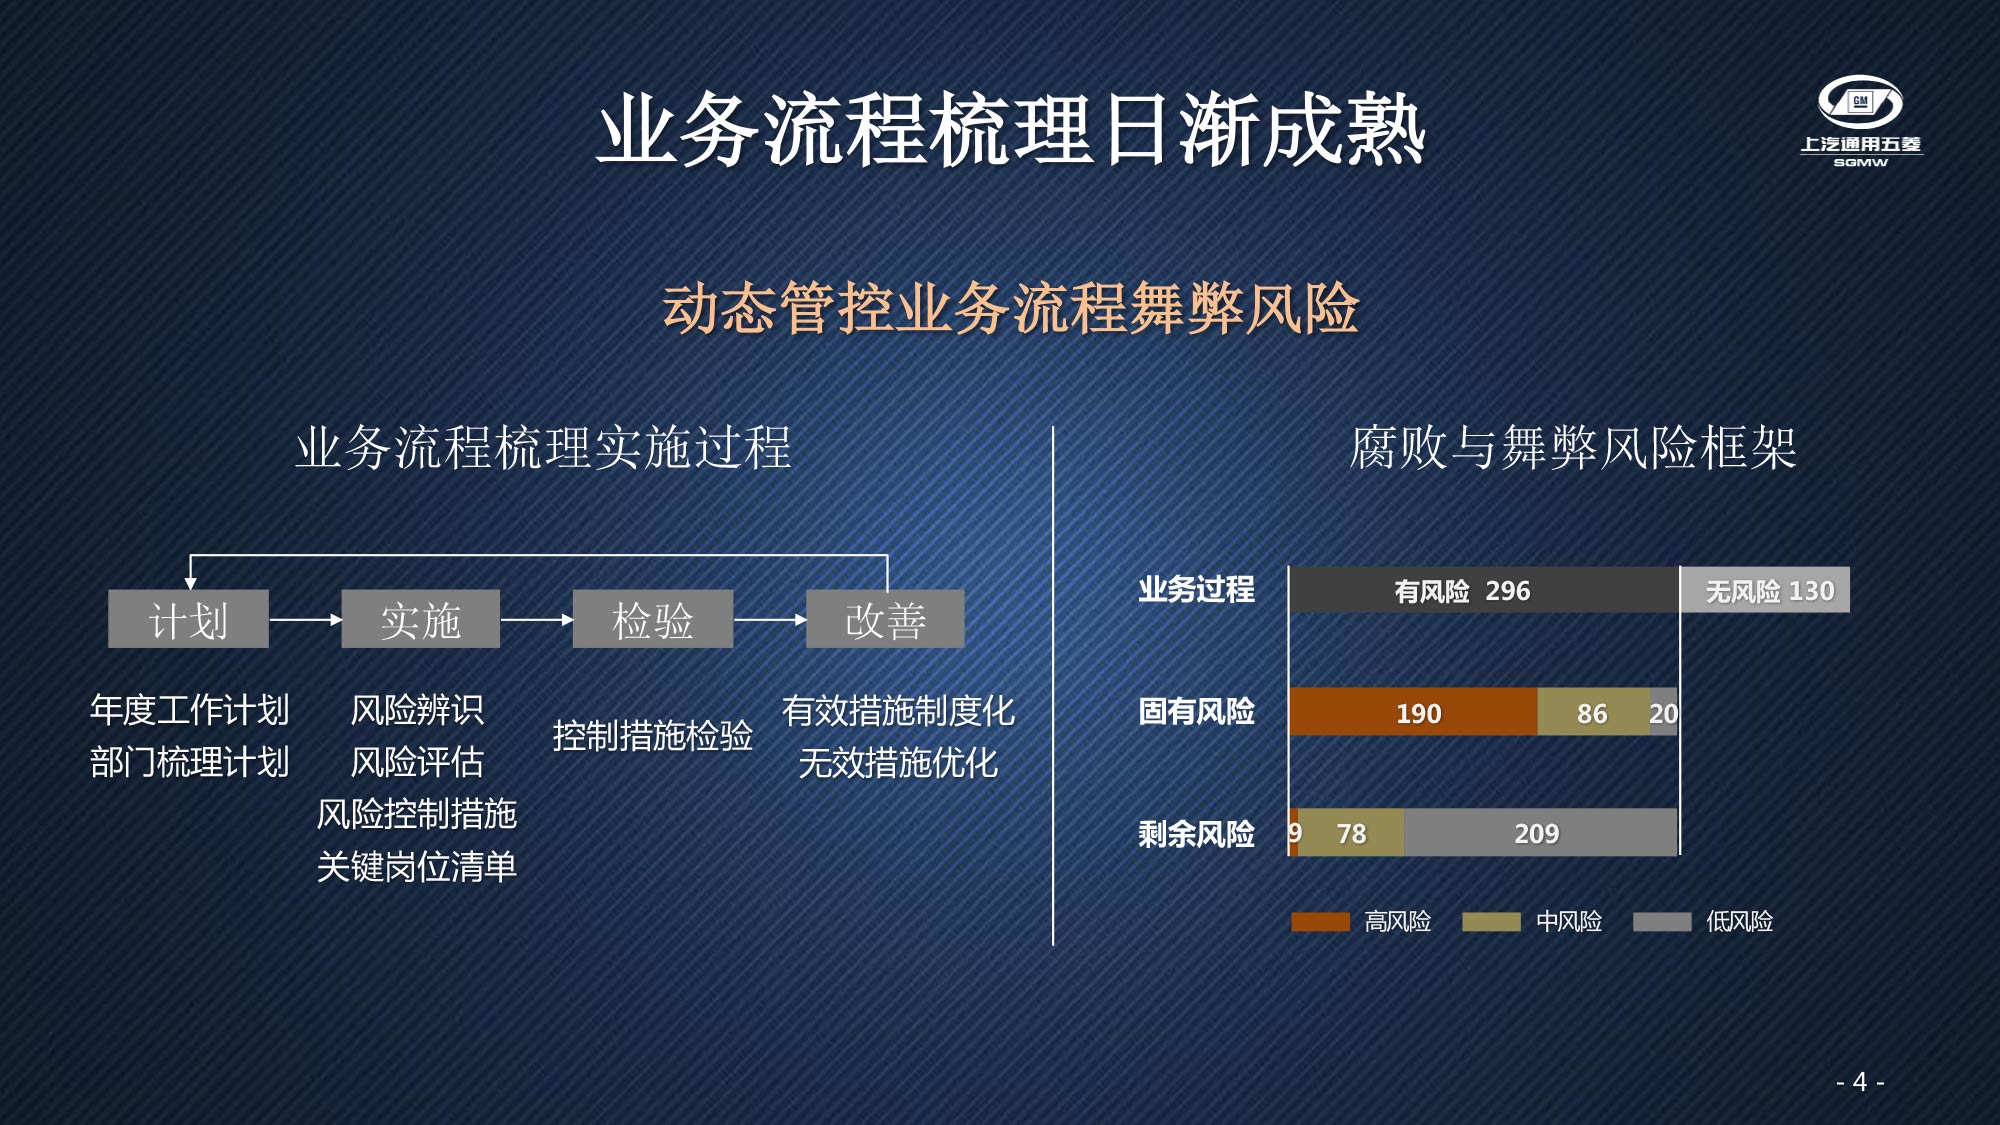 业务流程梳理日渐成熟
GM
上汽通用五菱
SGMW
动态管控业务流程舞弊风险
业务流程梳理实施过程
计划
实施
检验
改善
年度工作计划
部门梳理计划
风险辨识
风险评估
风险控制措施
关键岗位清单
控制措施检验
有效措施制度化
无效措施优化
腐败与舞弊风险框架
业务过程 有风险 296 无风险 130
固有风险 190 86 20
剩余风险 9 78 209
高风险 中风险 低风险
- 4 -